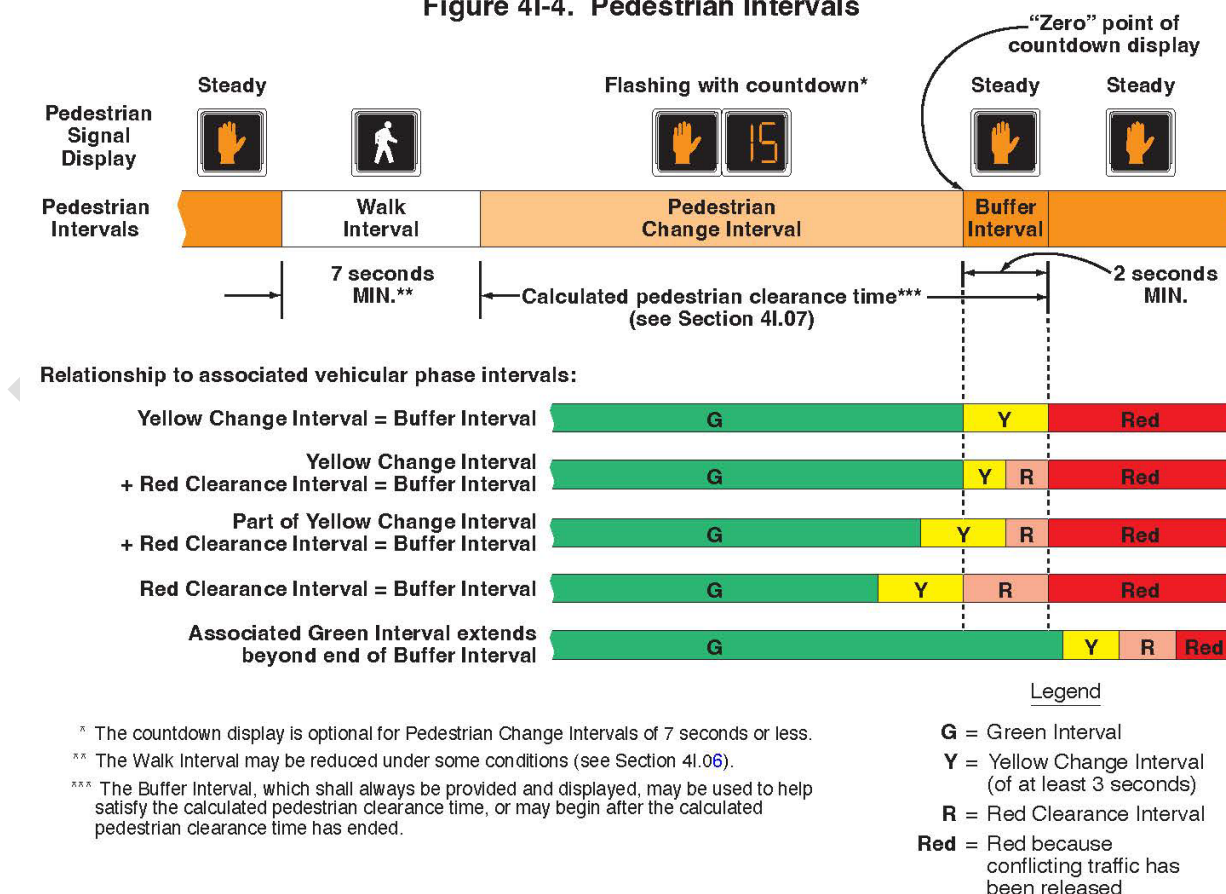 Figure 4I-4. Pedestrian Intervals
“Zero” point of
countdown display
Steady
Flashing with countdown*
Steady
Steady
Pedestrian
Signal
Display
15
Pedestrian
Intervals
Walk
Interval
Pedestrian
Change Interval
Buffer
Interval
7 seconds
MIN.**
Calculated pedestrian clearance time***
(see Section 4I.07)
2 seconds
MIN.
Relationship to associated vehicular phase intervals:
Yellow Change Interval = Buffer Interval
G
Y
Red
Yellow Change Interval
+ Red Clearance Interval = Buffer Interval
G
Y
R
Red
Part of Yellow Change Interval
+ Red Clearance Interval = Buffer Interval
G
Y
R
Red
Red Clearance Interval = Buffer Interval
G
Y
R
Red
Associated Green Interval extends
beyond end of Buffer Interval
G
Y
R
Red
* The countdown display is optional for Pedestrian Change Intervals of 7 seconds or less.
** The Walk Interval may be reduced under some conditions (see Section 4I.06).
*** The Buffer Interval, which shall always be provided and displayed, may be used to help
satisfy the calculated pedestrian clearance time, or may begin after the calculated
pedestrian clearance time has ended.
Legend
G = Green Interval
Y = Yellow Change Interval
(of at least 3 seconds)
R = Red Clearance Interval
Red = Red because
conflicting traffic has
been released